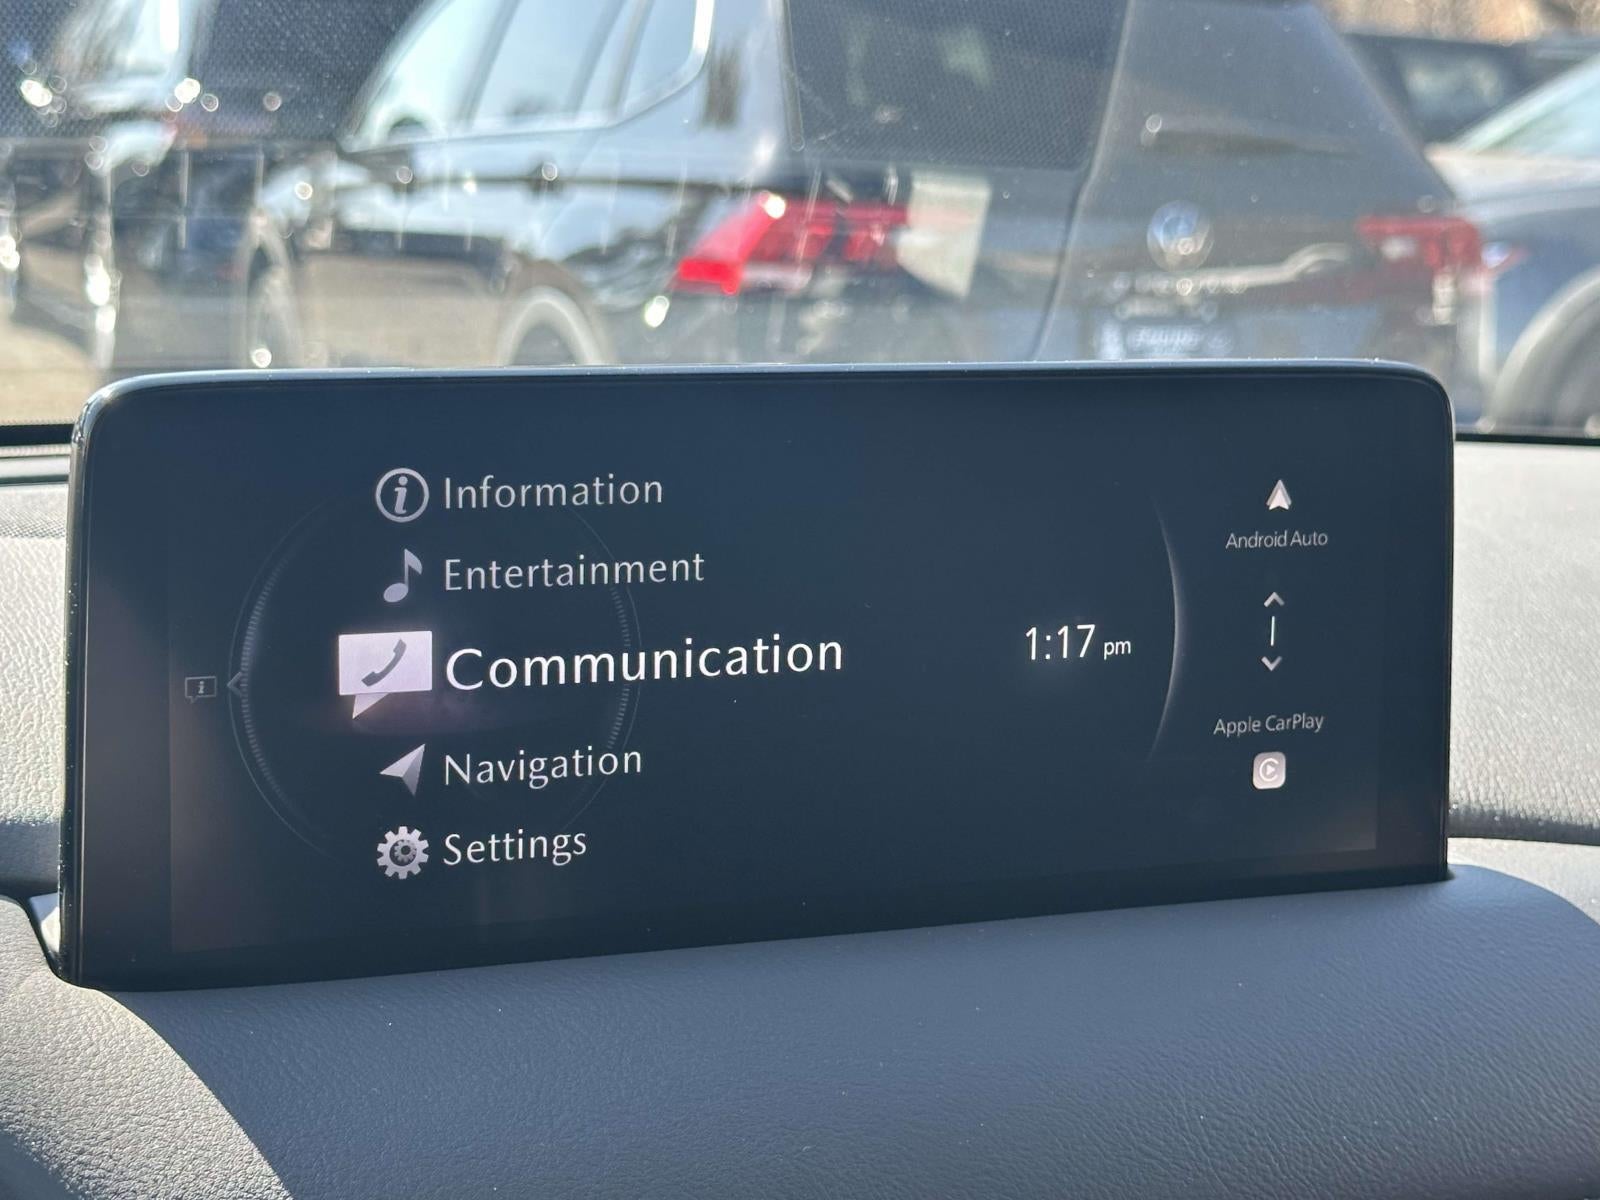 Information
Entertainment
Communication
Navigation
Settings
1:17 pm
Android Auto
Apple CarPlay